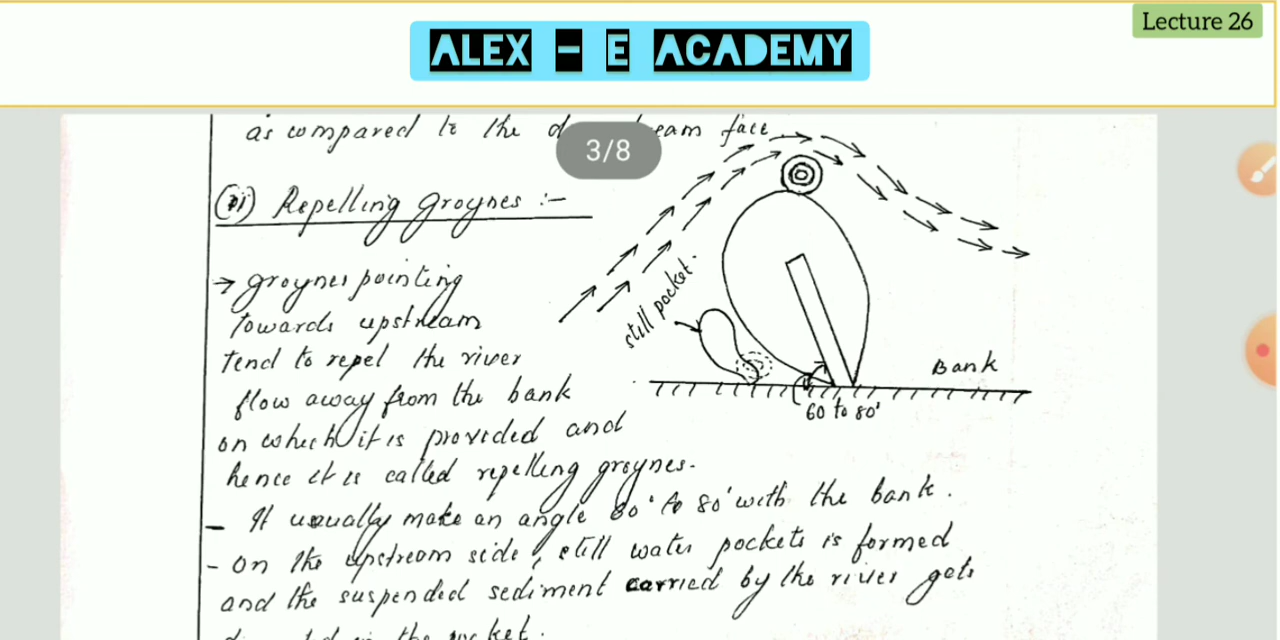 Lecture 26
ALEX - E ACADEMY
as compared to the face
3/8
(ii) Repelling groynes :-
→ groynes pointing
towards upstream
tend to repel the river
flow away from the bank
on which it is provided and
hence it is called repelling groynes.
still pocket.
Bank
60 to 80°
- It usually make an angle 60° to 80° with the bank.
- On the upstream side, still water pockets is formed
and the suspended sediment carried by the river gets
in the pocket.